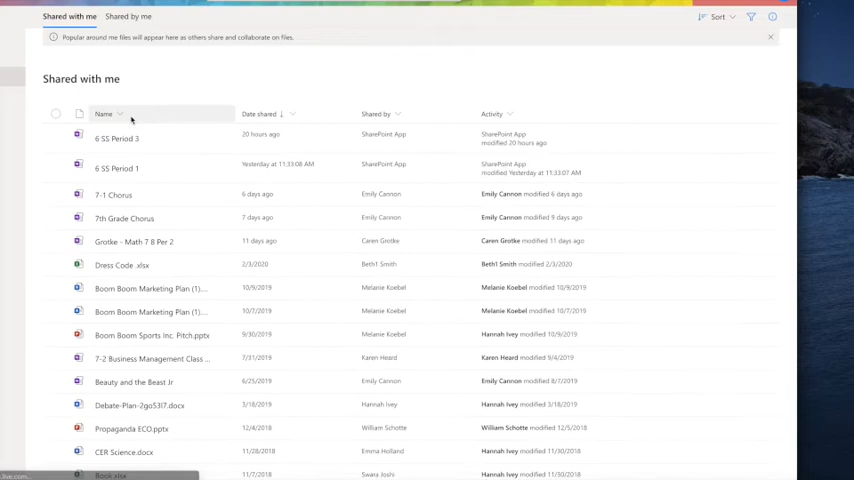 Shared with me Shared by me Sort
Popular around me files will appear here as others share and collaborate on files.
Shared with me
Name Date shared Shared by Activity
6 SS Period 3 20 hours ago SharePoint App SharePoint App
modified 20 hours ago
6 SS Period 1 Yesterday at 11:33:08 AM SharePoint App SharePoint App
modified Yesterday at 11:33:07 AM
7-1 Chorus 6 days ago Emily Cannon Emily Cannon modified 6 days ago
7th Grade Chorus 7 days ago Emily Cannon Emily Cannon modified 9 days ago
Grotke - Math 7 8 Per 2 11 days ago Caren Grotke Caren Grotke modified 11 days ago
Dress Code .xlsx 2/3/2020 Beth1 Smith Beth1 Smith modified 2/3/2020
Boom Boom Marketing Plan (1).... 10/9/2019 Melanie Koebel Melanie Koebel modified 10/9/2019
Boom Boom Marketing Plan (1).... 10/7/2019 Melanie Koebel Melanie Koebel modified 10/7/2019
Boom Boom Sports Inc. Pitch.pptx 9/30/2019 Melanie Koebel Hannah Ivey modified 10/9/2019
7-2 Business Management Class ... 7/31/2019 Karen Heard Karen Heard modified 9/4/2019
Beauty and the Beast Jr 6/25/2019 Emily Cannon Emily Cannon modified 8/7/2019
Debate-Plan-2go53l7.docx 3/18/2019 Hannah Ivey Hannah Ivey modified 3/18/2019
Propaganda ECO.pptx 12/4/2018 William Schotte William Schotte modified 12/5/2018
CER Science.docx 11/28/2018 Emma Holland Hannah Ivey modified 11/30/2018
Book.xlsx 11/7/2018 Swara Joshi Hannah Ivey modified 11/30/2018